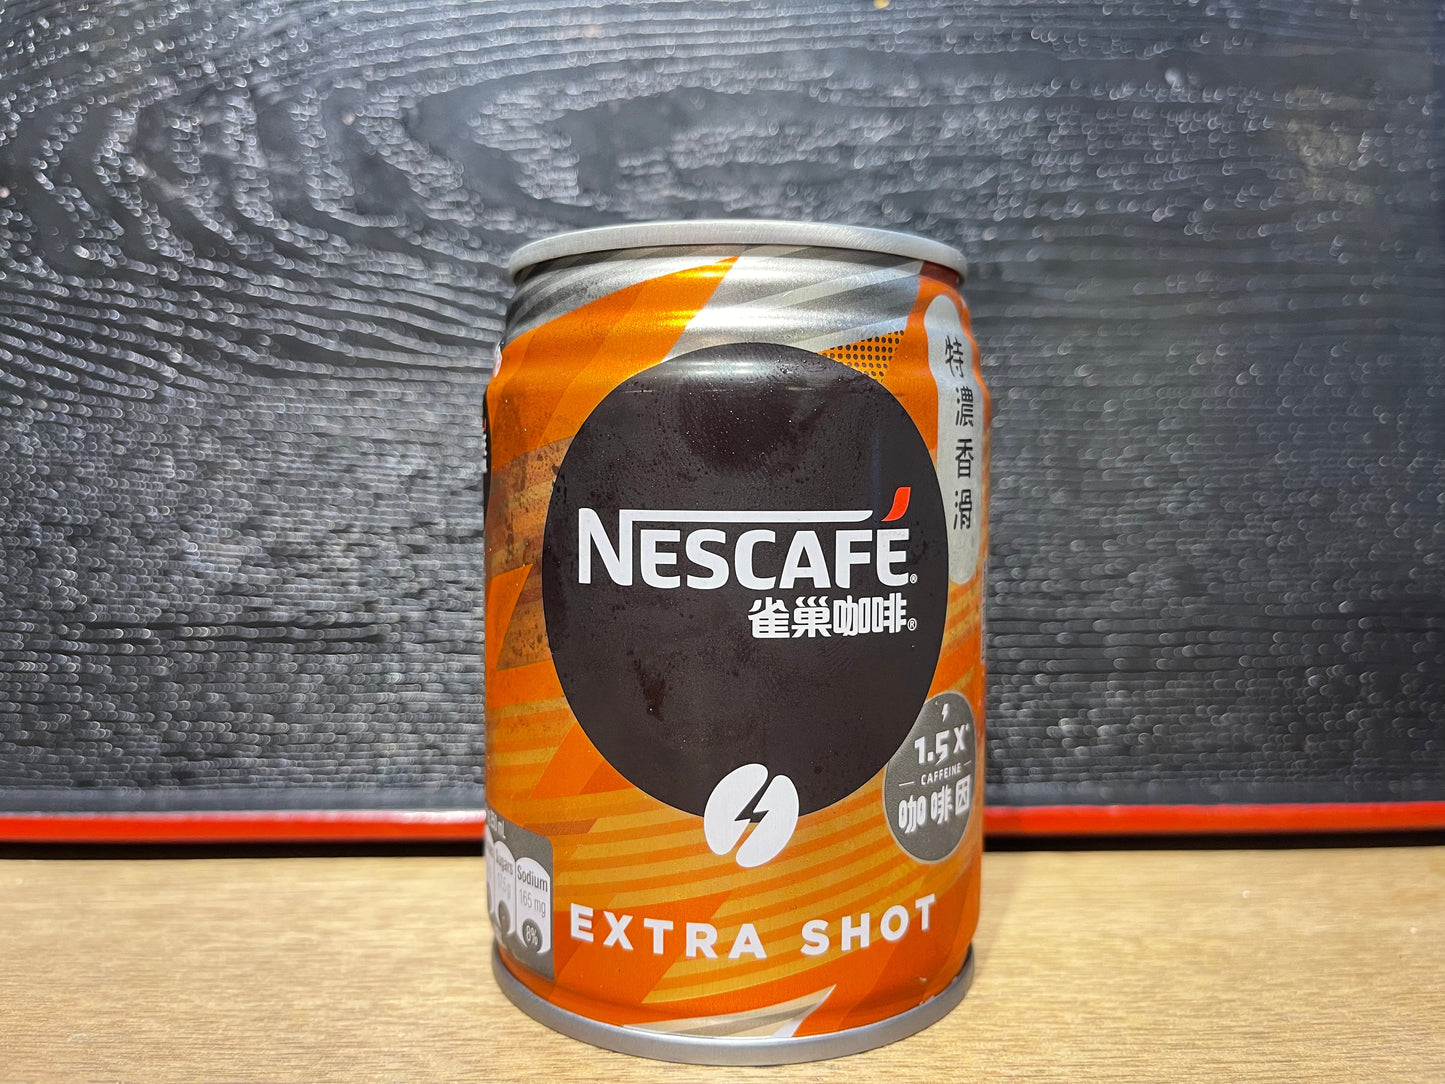 NESCAFÉ®
雀巢咖啡®
特濃香滑
1.5X
CAFFEINE
咖啡因
EXTRA SHOT
Sugars
Sodium
165 mg
8%